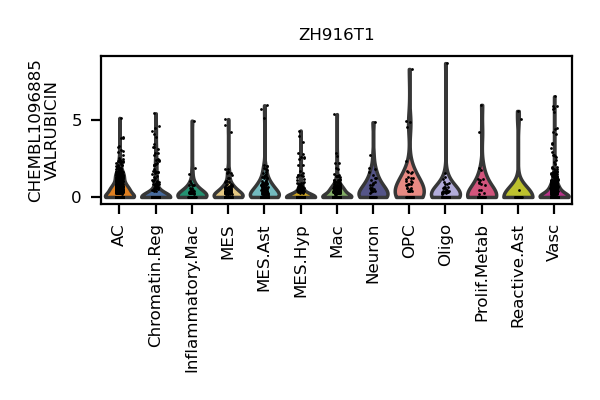 ZH916T1
CHEMBL1096885
VALRUBICIN
5
0
AC
Chromatin.Reg
Inflammatory.Mac
MES
MES.Ast
MES.Hyp
Mac
Neuron
OPC
Oligo
Prolif.Metab
Reactive.Ast
Vasc